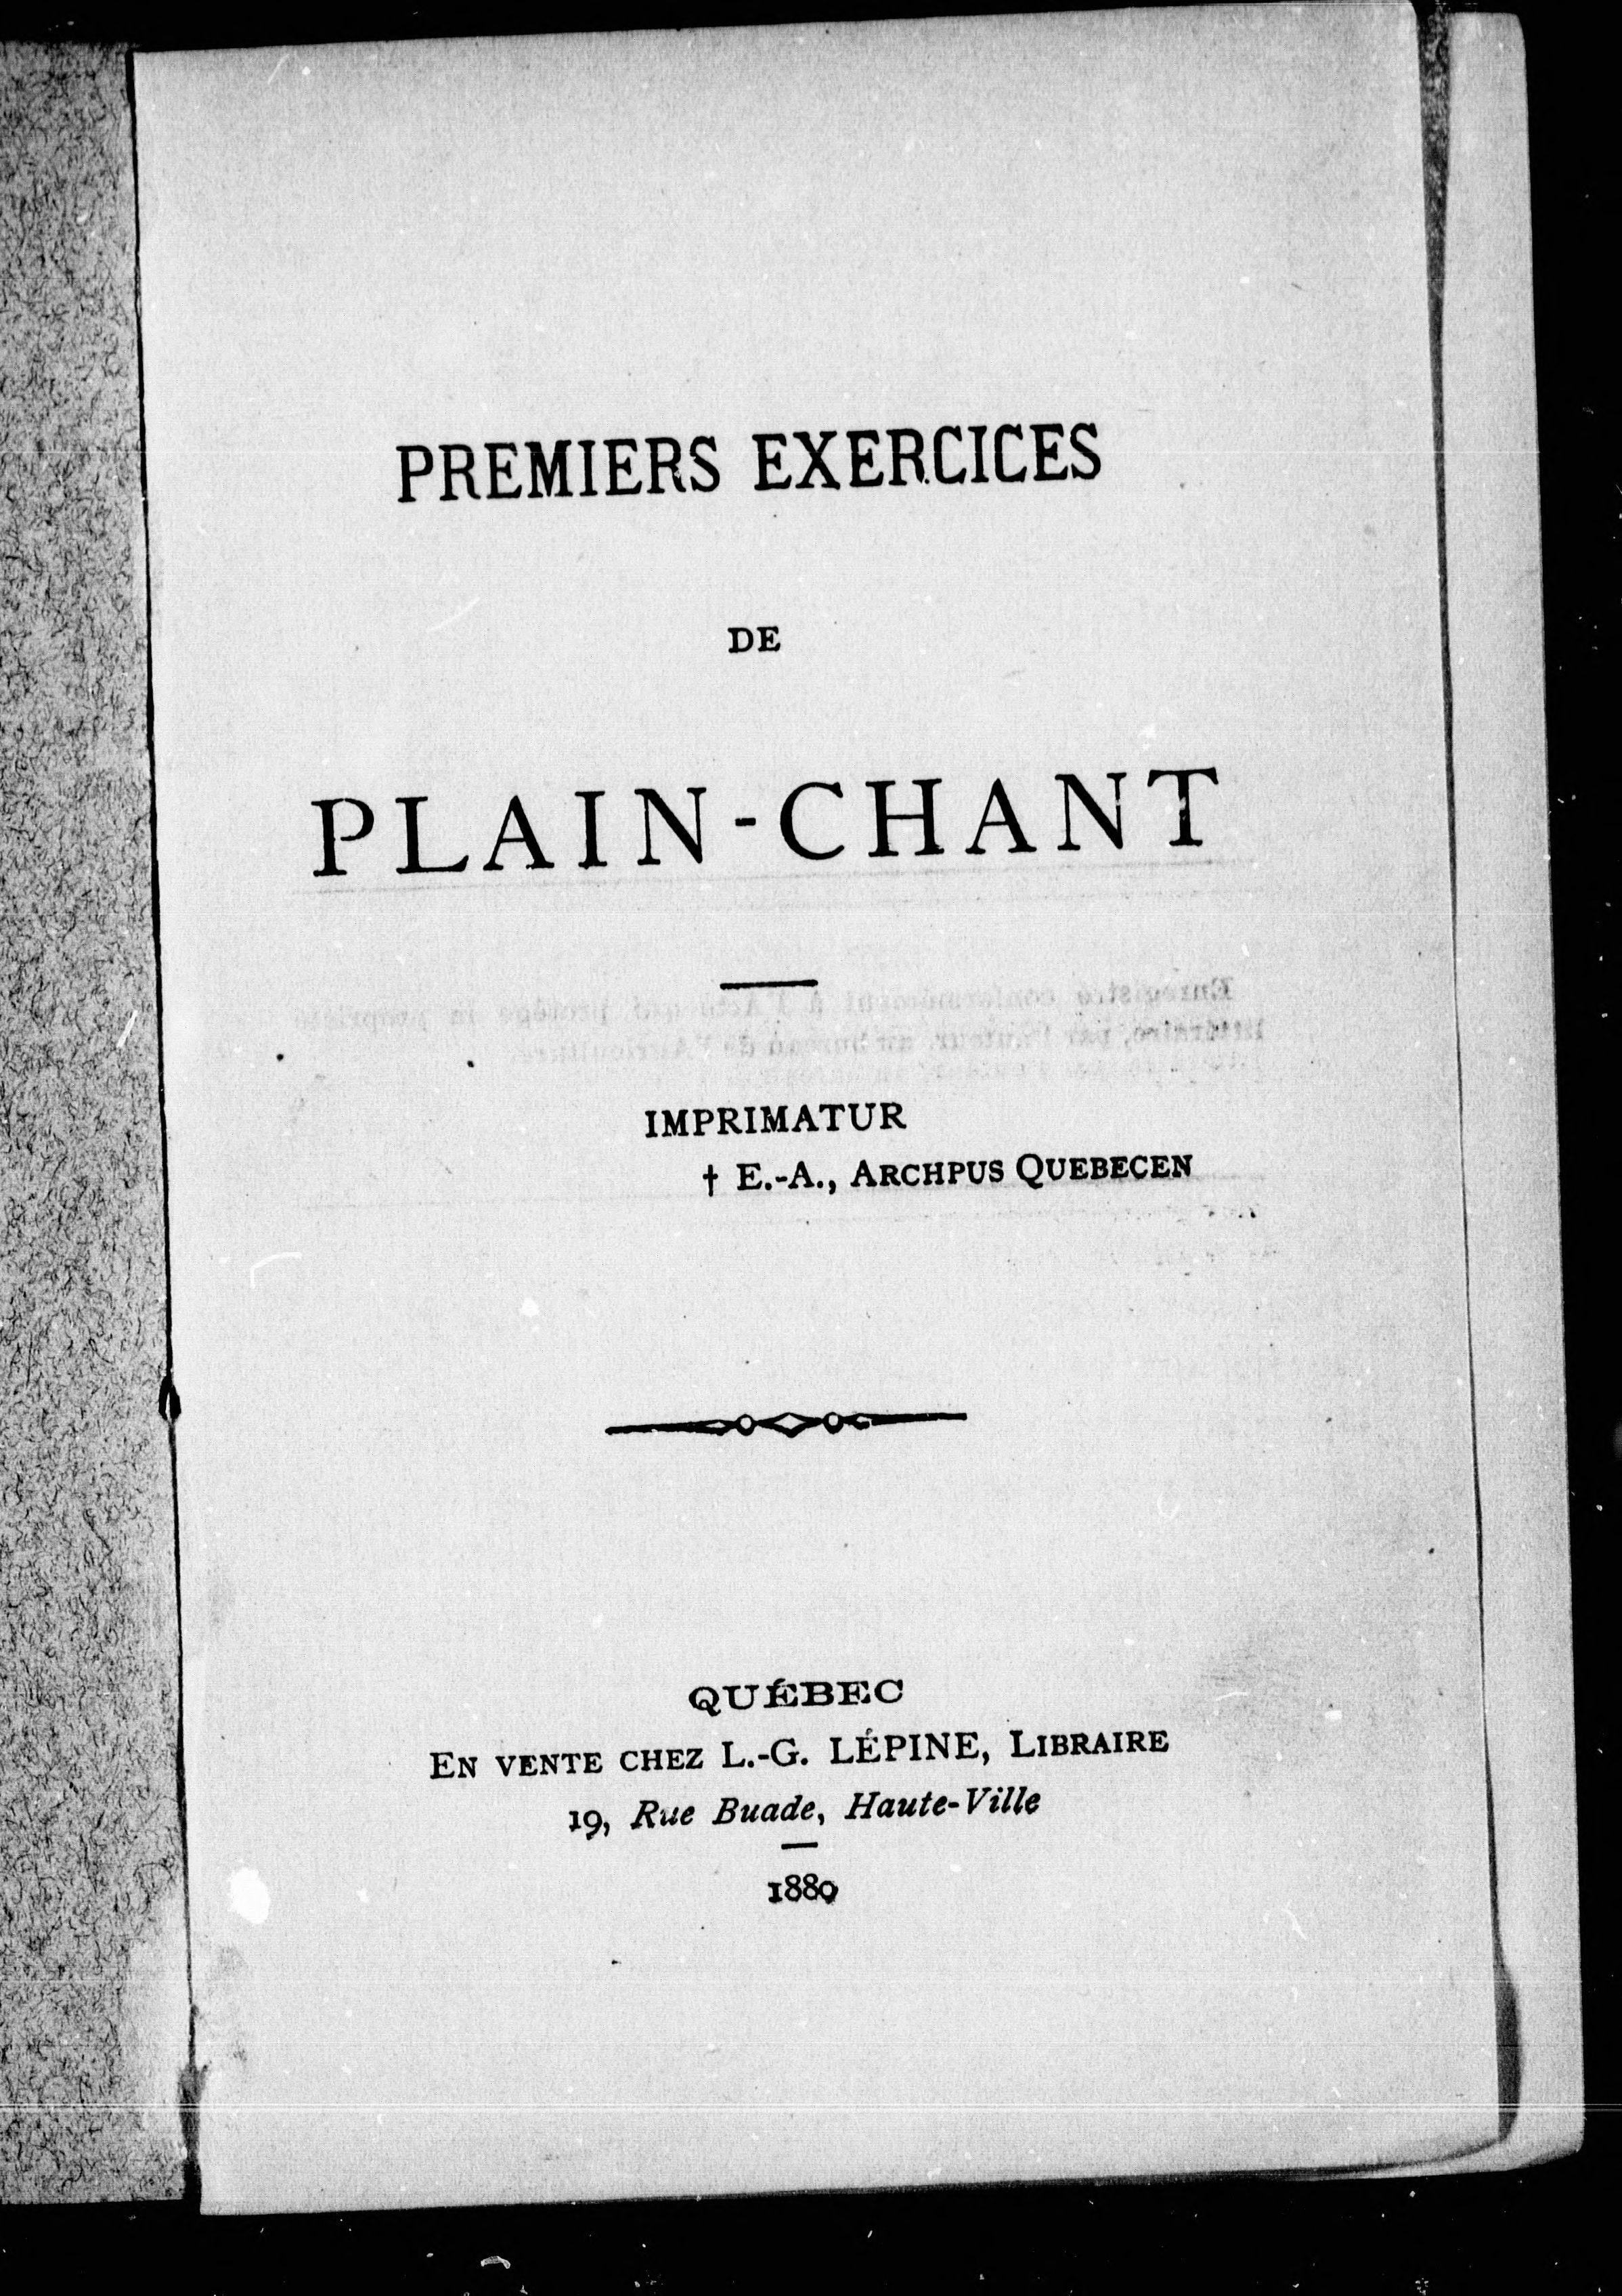 PREMIERS EXERCICES
DE
PLAIN-CHANT
IMPRIMATUR
† E.-A., ARCHPUS QUEBECEN
QUÉBEC
EN VENTE CHEZ L.-G. LÉPINE, LIBRAIRE
19, Rue Buade, Haute-Ville
1880